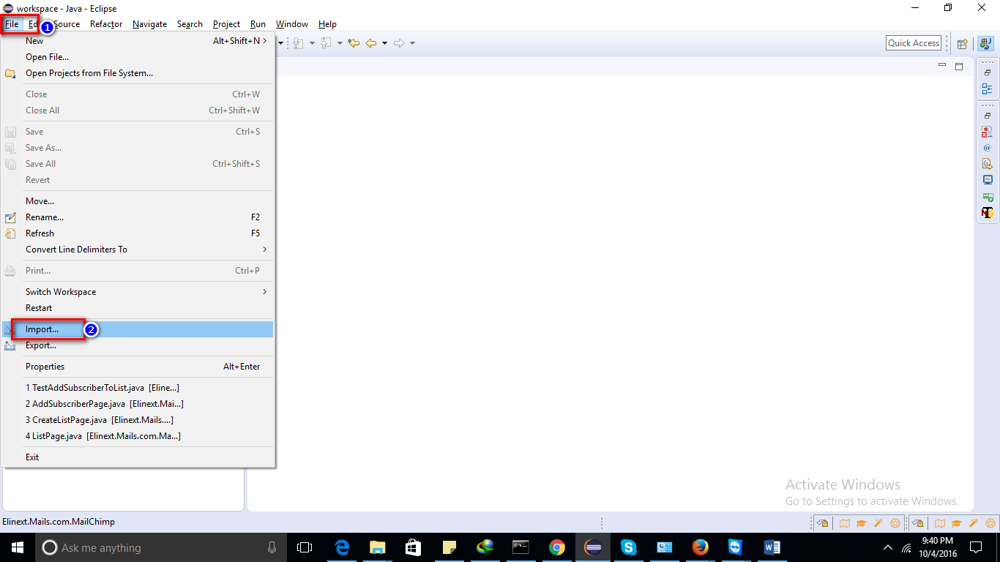 workspace - Java - Eclipse
File Ed Source Refactor Navigate Search Project Run Window Help
1
New Alt+Shift+N
Open File...
Open Projects from File System...
Close Ctrl+W
Close All Ctrl+Shift+W
Save Ctrl+S
Save As...
Save All Ctrl+Shift+S
Revert
Move...
Rename... F2
Refresh F5
Convert Line Delimiters To
Print... Ctrl+P
Switch Workspace
Restart
Import... 2
Export...
Properties Alt+Enter
1 TestAddSubscriberToList.java [Eline...]
2 AddSubscriberPage.java [Elinext.Mai...]
3 CreateListPage.java [Elinext.Mails....]
4 ListPage.java [Elinext.Mails.com.Ma...]
Exit
Quick Access
Activate Windows
Go to Settings to activate Windows.
Elinext.Mails.com.MailChimp
Ask me anything
9:40 PM
10/4/2016